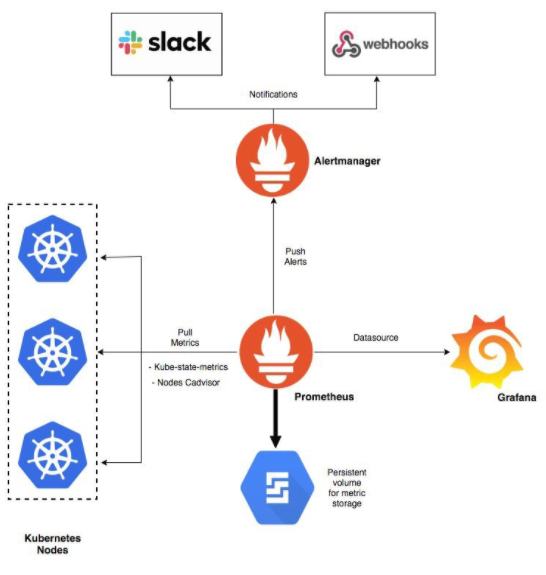 slack
webhooks
Notifications
Alertmanager
Push
Alerts
Pull
Metrics
- Kube-state-metrics
- Nodes Cadvisor
Datasource
Prometheus
Grafana
Persistent
volume
for metric
storage
Kubernetes
Nodes